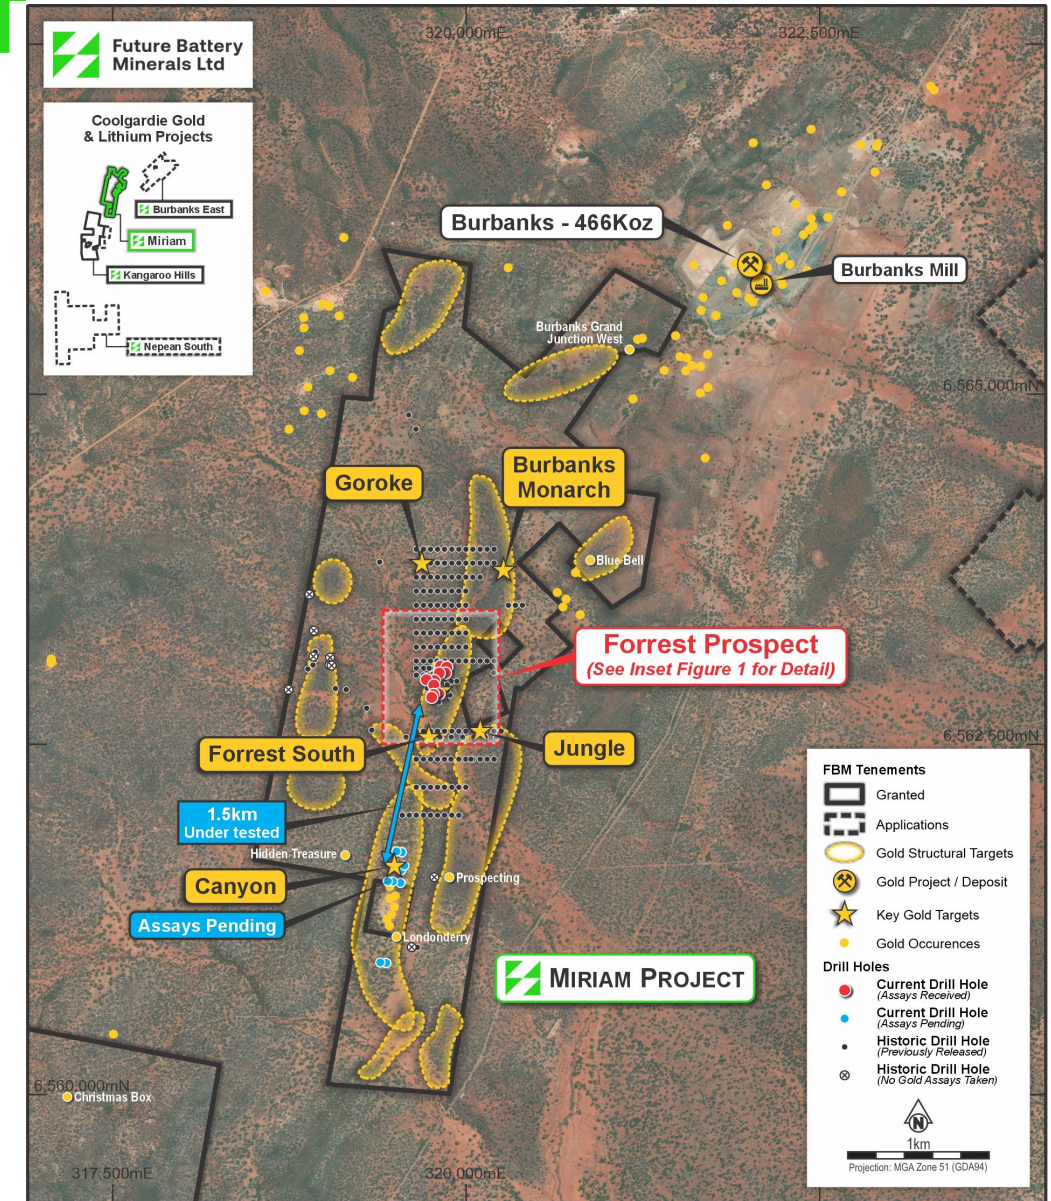 320,000mE
322,500mE
Future Battery
Minerals Ltd
Coolgardie Gold
& Lithium Projects
Burbanks East
Miriam
Kangaroo Hills
Nepean South
Burbanks - 466Koz
Burbanks Mill
Burbanks Grand
Junction West
6,565,000mN
Goroke
Burbanks
Monarch
Blue Bell
Forrest Prospect
(See Inset Figure 1 for Detail)
Forrest South
Jungle
6,562,500mN
1.5km
Under tested
Hidden Treasure
Canyon
Prospecting
Assays Pending
Londonderry
MIRIAM PROJECT
FBM Tenements
Granted
Applications
Gold Structural Targets
Gold Project / Deposit
Key Gold Targets
Gold Occurences
Drill Holes
Current Drill Hole
(Assays Received)
Current Drill Hole
(Assays Pending)
Historic Drill Hole
(Previously Released)
Historic Drill Hole
(No Gold Assays Taken)
N
1km
Projection: MGA Zone 51 (GDA94)
6,560,000mN
Christmas Box
317,500mE
320,000mE